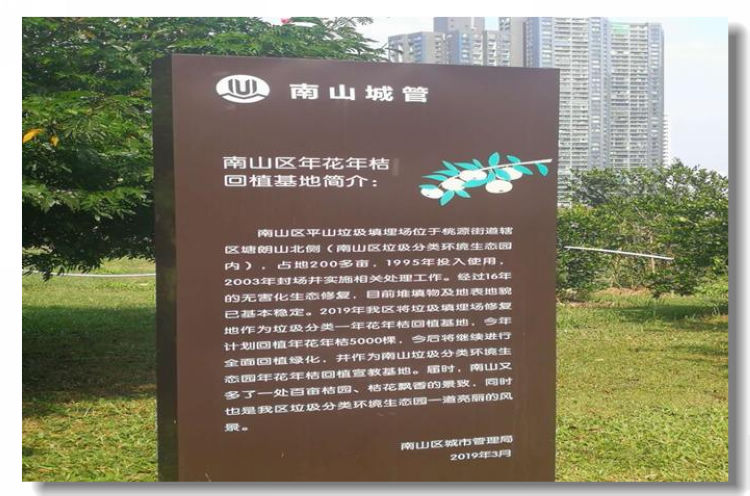 南山城管
南山区年花年桔
回植基地简介：
南山区平山垃圾填埋场位于桃源街道辖
区塘朗山北侧（南山区垃圾分类环境生态园
内），占地200多亩，1995年投入使用，
2003年封场并实施相关处理工作。经过16年
的无害化生态修复，目前堆填物及地表地貌
已基本稳定。2019年我区将垃圾填埋场修复
地作为垃圾分类一年花年桔回植基地，今年
计划回植年花年桔5000棵，今后将继续进行
全面回植绿化，并作为南山垃圾分类环境生
态园年花年桔回植宣教基地。届时，南山又
多了一处百亩桔园、桔花飘香的景致，同时
也是我区垃圾分类环境生态园一道亮丽的风
景。
南山区城市管理局
2019年3月